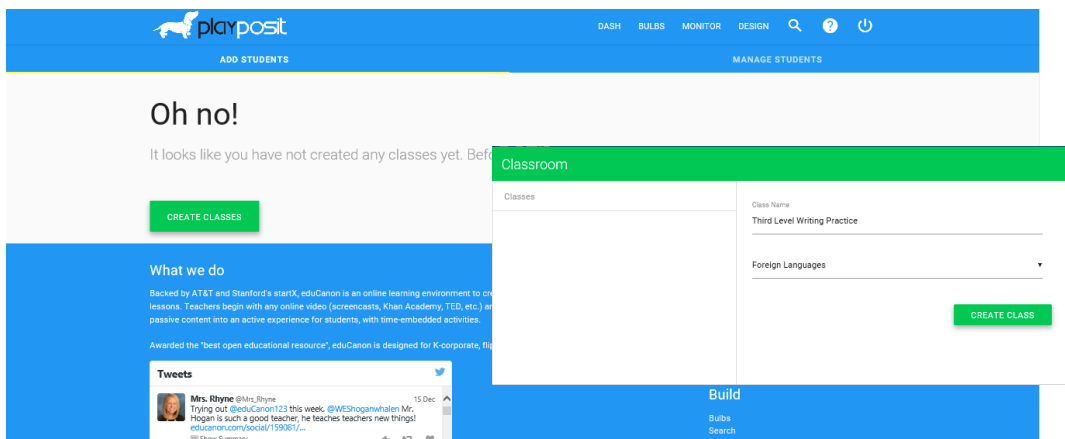 playposit
DASH BULBS MONITOR DESIGN ?
ADD STUDENTS MANAGE STUDENTS
Oh no!
It looks like you have not created any classes yet.
CREATE CLASSES
Classroom
Classes
Class Name
Third Level Writing Practice
Foreign Languages
CREATE CLASS
What we do
Backed by AT&T and Stanford's startX, eduCanon is an online learning environment to
lessons. Teachers begin with any online video (screencasts, Khan Academy, TED, etc.)
passive content into an active experience for students, with time-embedded activities.
Awarded the "best open educational resource", eduCanon is designed for K-corporate,
Tweets
Mrs. Rhyne @Mrs_Rhyne 15 Dec
Trying out @eduCanon123 this week. @WEShoganwhalen Mr.
Hogan is such a good teacher, he teaches teachers new things!
educanon.com/social/159081/...
Show Summary
Build
Bulbs
Search